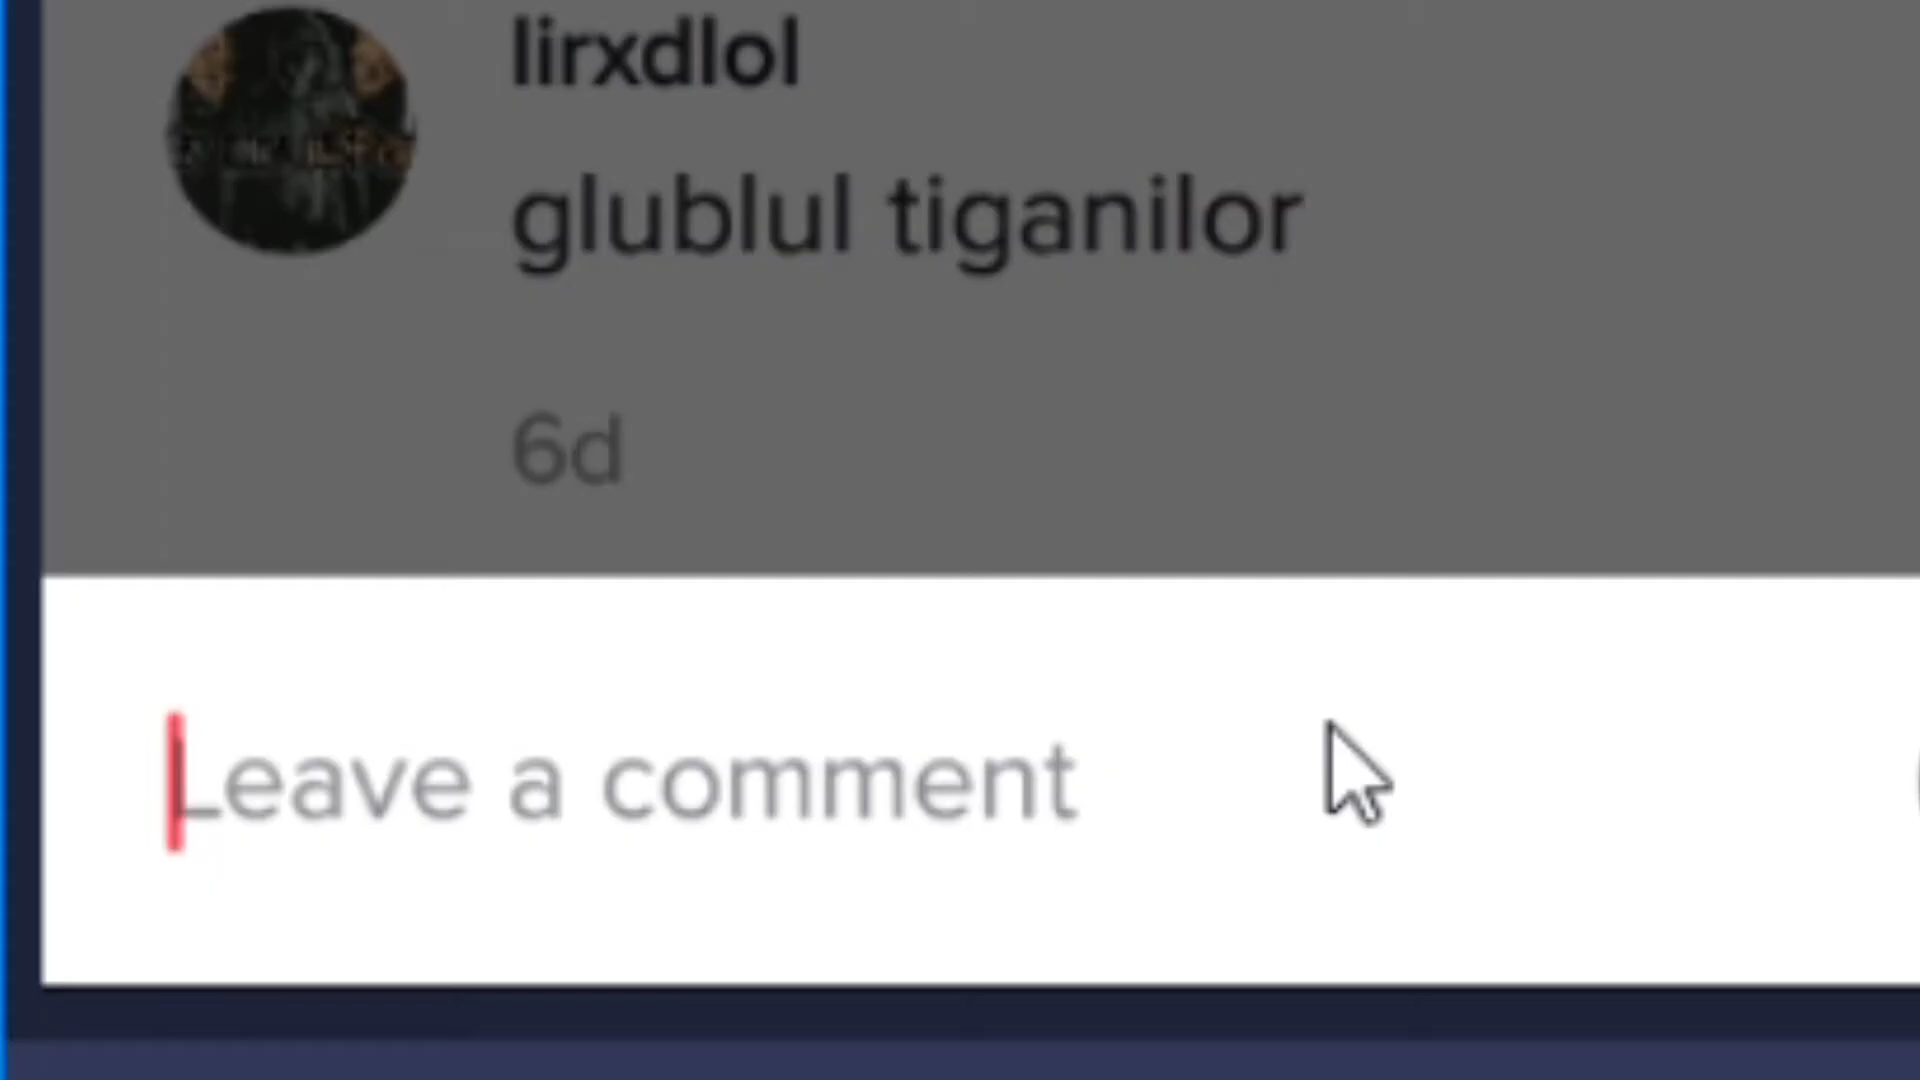 lirxdlol
glublul tiganilor
6d
Leave a comment